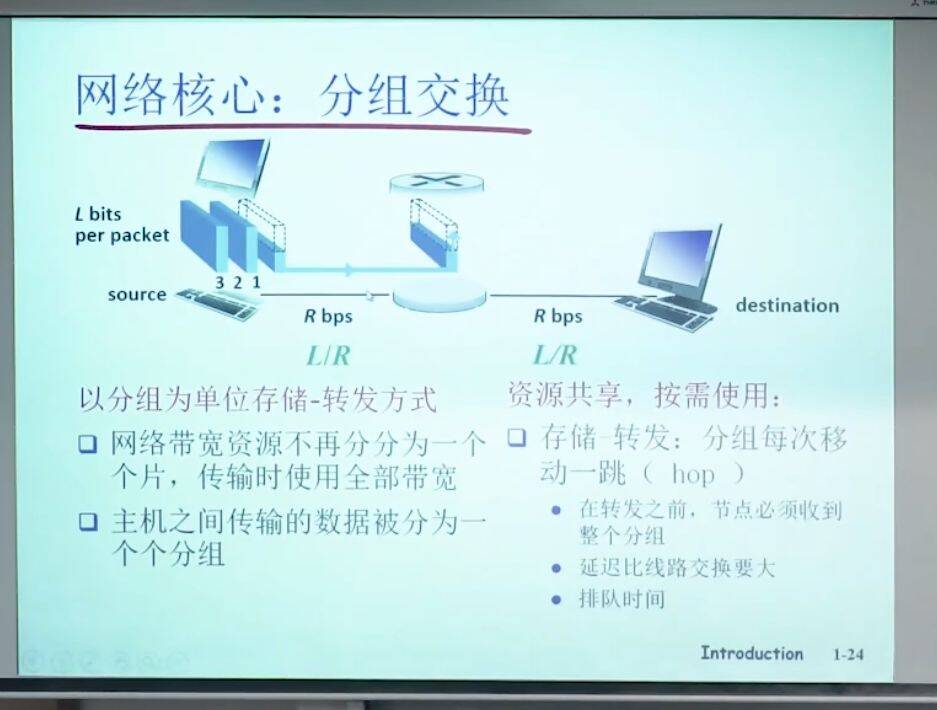 网络核心：分组交换
L bits
per packet
3 2 1
source
R bps
R bps
destination
L/R
L/R
以分组为单位存储-转发方式
❑ 网络带宽资源不再分分为一个
个片，传输时使用全部带宽
❑ 主机之间传输的数据被分为一
个个分组
资源共享，按需使用：
❑ 存储-转发：分组每次移
动一跳（ hop ）
• 在转发之前，节点必须收到
整个分组
• 延迟比线路交换要大
• 排队时间
Introduction 1-24